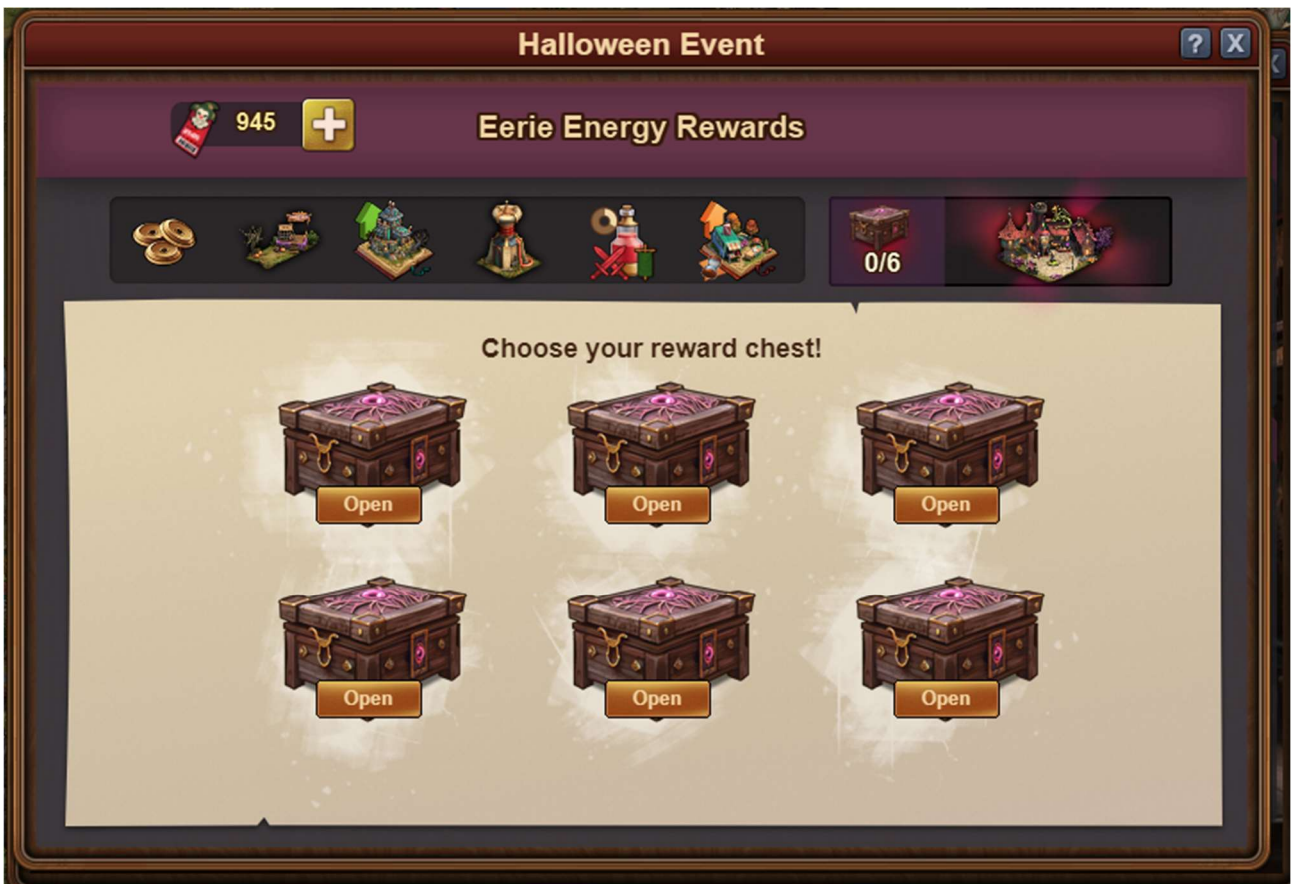 Halloween Event
? X
945
Eerie Energy Rewards
0/6
Choose your reward chest!
Open Open Open
Open Open Open